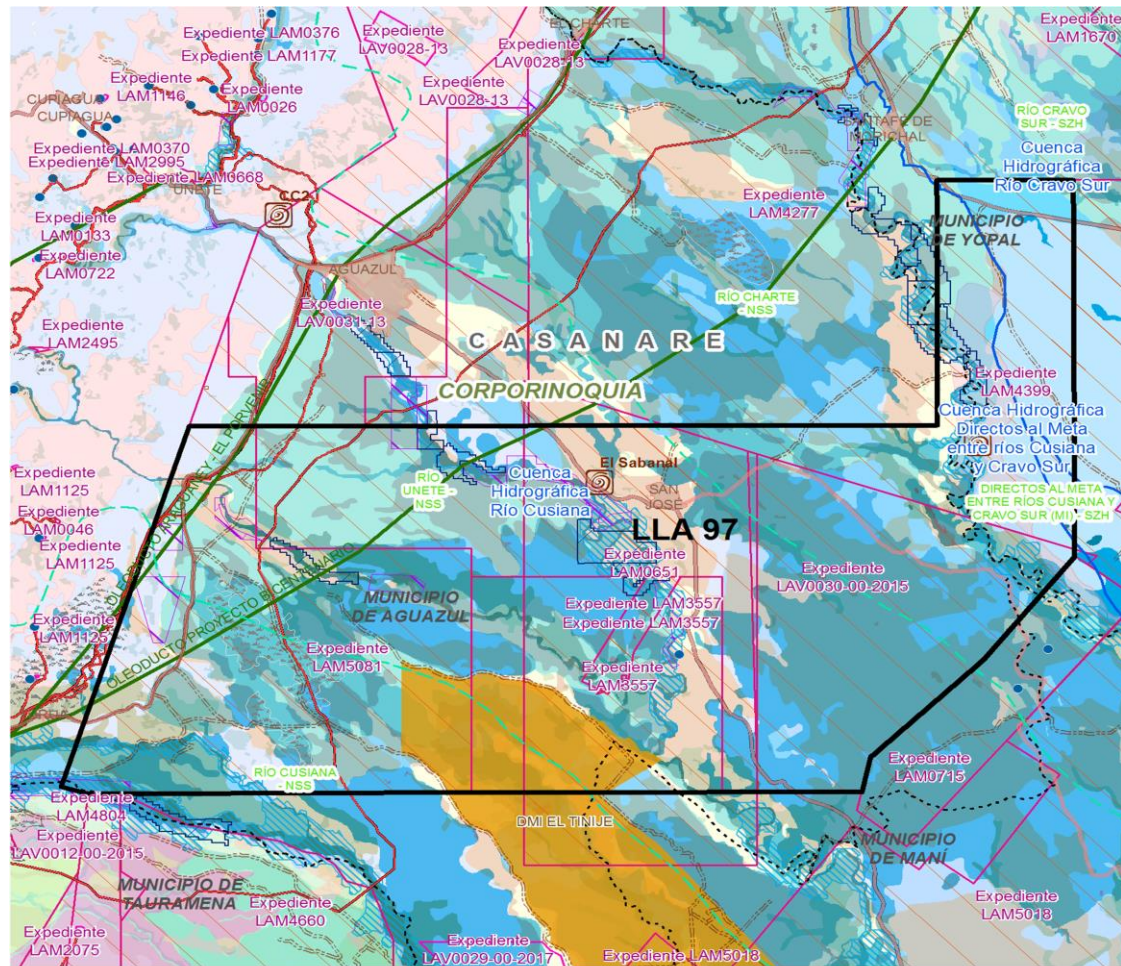 EL CHARTE
Expediente LAM0376
Expediente
LAV0028-13
Expediente
LAV0028-13
Expediente
LAM1670
Expediente
LAM1177
Expediente
LAM1146
Expediente
LAM0026
Expediente
LAV0028-13
CUPIAGUA
CUPIAGUA
RÍO CRAVO
SUR - SZH
SANTAFE DE
MORICHAL
Expediente LAM0370
Expediente LAM2995
Expediente LAM0668
UNETE
Cuenca
Hidrográfica
Río Cravo Sur
CC2
Expediente
LAM4277
Expediente
LAM0133
MUNICIPIO
DE YOPAL
Expediente
LAM0722
AGUAZUL
Expediente
LAV0031-13
RÍO CHARTE
- NSS
Expediente
LAM2495
CASANARE
CORPORINOQUIA
Expediente
LAM4399
Cuenca Hidrográfica
Directos al Meta
entre ríos Cusiana
y Cravo Sur
Expediente
LAM1125
El Sabanal
RÍO
UNETE -
NSS
Cuenca
Hidrográfica
Río Cusiana
SAN
JOSÉ
DIRECTOS AL META
ENTRE RÍOS CUSIANA Y
CRAVO SUR (MI) - SZH
Expediente
LAM0046
LLA 97
Expediente
LAM1125
Expediente
LAM0651
Expediente
LAV0030-00-2015
MUNICIPIO
DE AGUAZUL
Expediente LAM3557
Expediente LAM3557
Expediente
LAM1125
OLEODUCTO PROYECTO BICENTENARIO
Expediente
LAM5081
Expediente
LAM3557
RÍO CUSIANA
- NSS
Expediente
LAM0715
Expediente
LAM4804
DMI EL TINIJE
Expediente
LAV0012-00-2015
MUNICIPIO
DE MANÍ
MUNICIPIO DE
TAURAMENA
Expediente
LAM4660
Expediente
LAM5018
Expediente
LAM2075
Expediente
LAV0029-00-2017
Expediente LAM5018